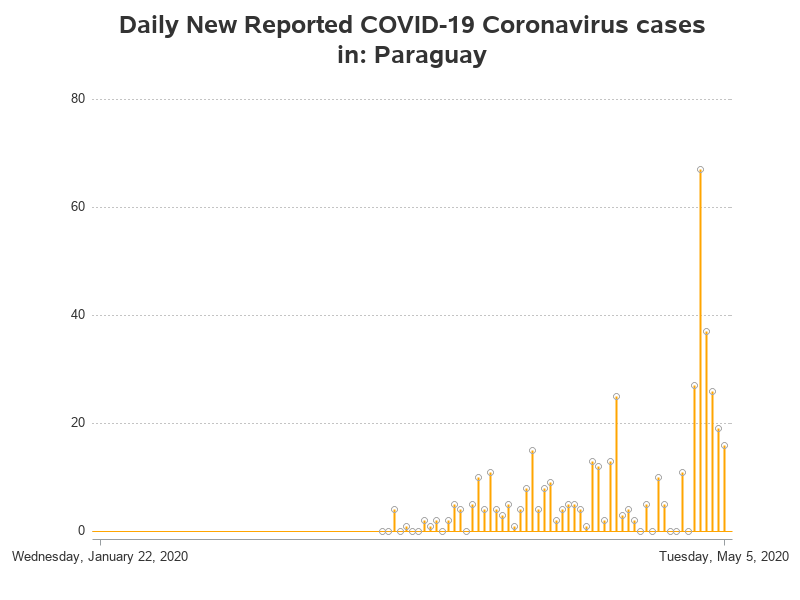 Daily New Reported COVID-19 Coronavirus cases
in: Paraguay
80
60
40
20
0
Wednesday, January 22, 2020
Tuesday, May 5, 2020